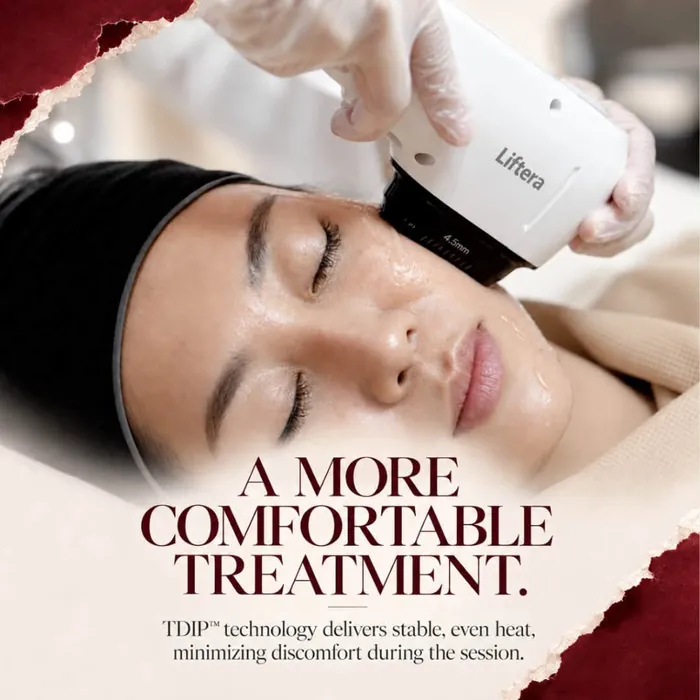 Liftera
4.5mm
A MORE
COMFORTABLE
TREATMENT.
TDIP™ technology delivers stable, even heat,
minimizing discomfort during the session.